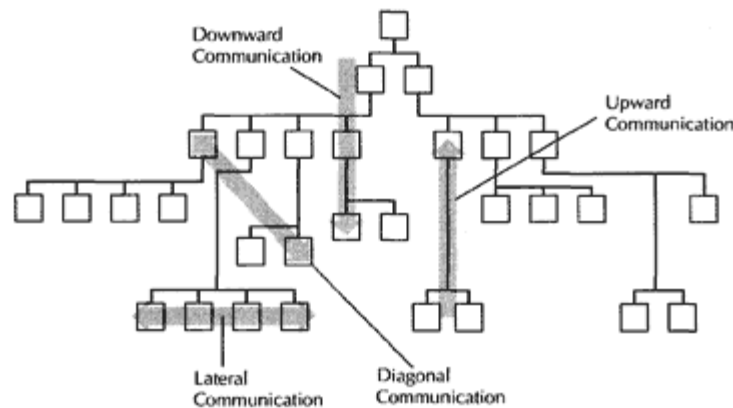 Downward
Communication
Upward
Communication
Lateral
Communication
Diagonal
Communication